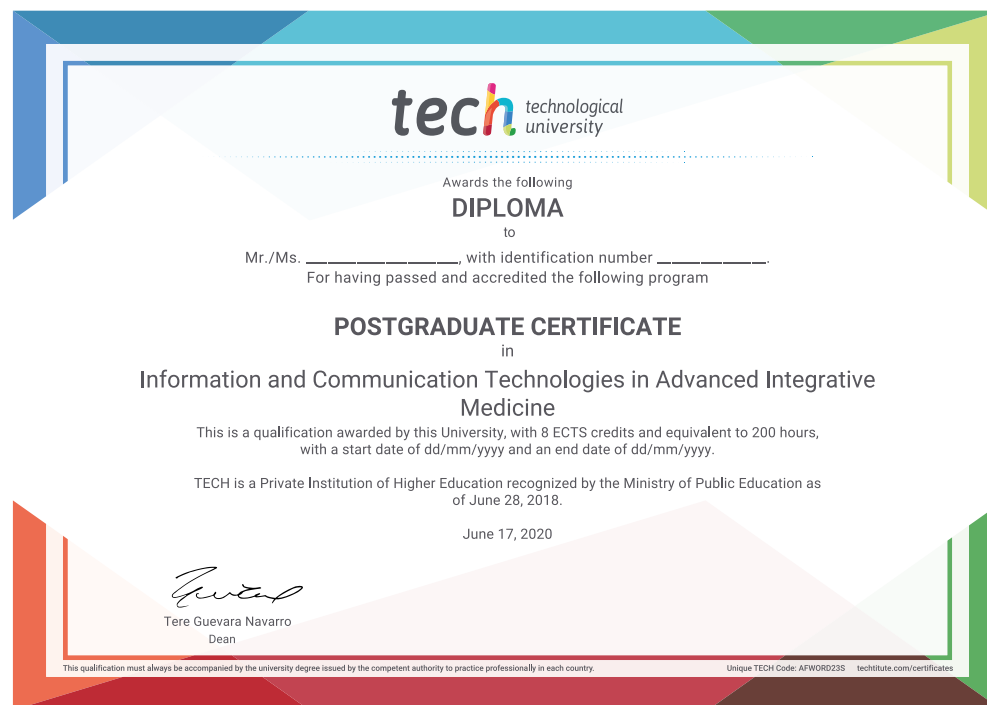 tech technological
university
Awards the following
DIPLOMA
to
Mr./Ms. __________________, with identification number _____________.
For having passed and accredited the following program
POSTGRADUATE CERTIFICATE
in
Information and Communication Technologies in Advanced Integrative
Medicine
This is a qualification awarded by this University, with 8 ECTS credits and equivalent to 200 hours,
with a start date of dd/mm/yyyy and an end date of dd/mm/yyyy.
TECH is a Private Institution of Higher Education recognized by the Ministry of Public Education as
of June 28, 2018.
June 17, 2020
Tere Guevara Navarro
Dean
This qualification must always be accompanied by the university degree issued by the competent authority to practice professionally in each country.
Unique TECH Code: AFWORD23S techtitute.com/certificates